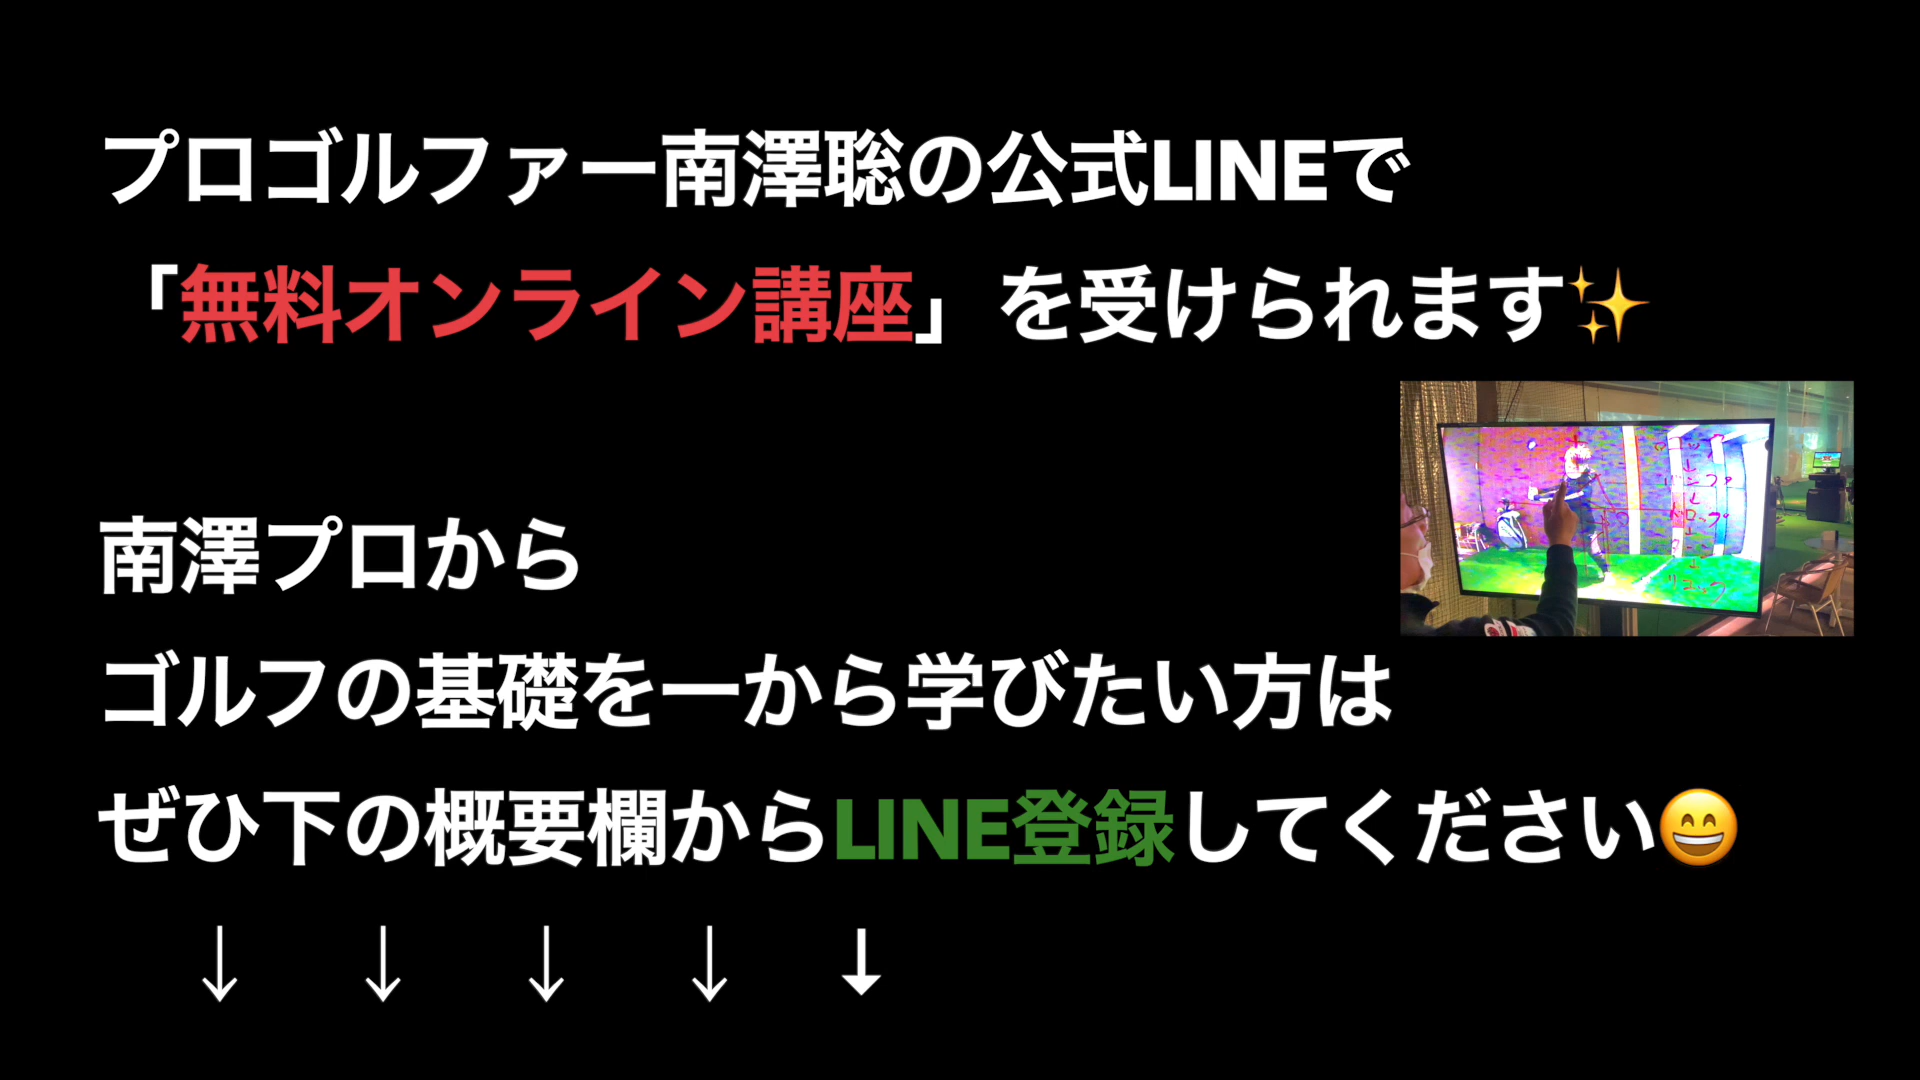 プロゴルファー南澤聡の公式LINEで
「無料オンライン講座」を受けられます✨
南澤プロから
ゴルフの基礎を一から学びたい方は
ぜひ下の概要欄からLINE登録してください😄
↓ ↓ ↓ ↓ ⬇